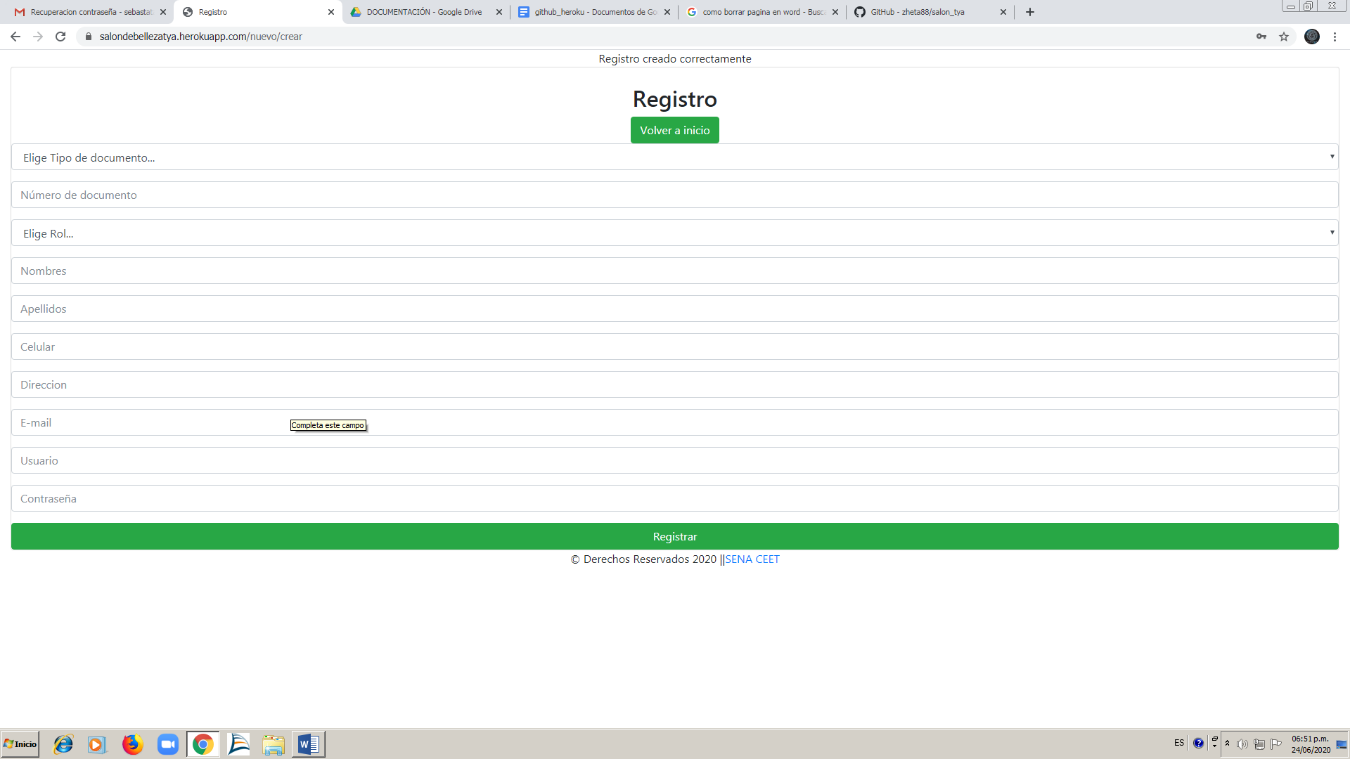 Recuperacion contraseña - sebasta
Registro
DOCUMENTACIÓN - Google Drive
github_heroku - Documentos de Go
como borrar pagina en word - Busc
GitHub - zheta88/salon_tya
salondebellezatya.herokuapp.com/nuevo/crear
Registro creado correctamente
Registro
Volver a inicio
Elige Tipo de documento...
Número de documento
Elige Rol...
Nombres
Apellidos
Celular
Direccion
E-mail
Completa este campo
Usuario
Contraseña
Registrar
© Derechos Reservados 2020 ||SENA CEET
Inicio
ES
06:51 p.m.
24/06/2020